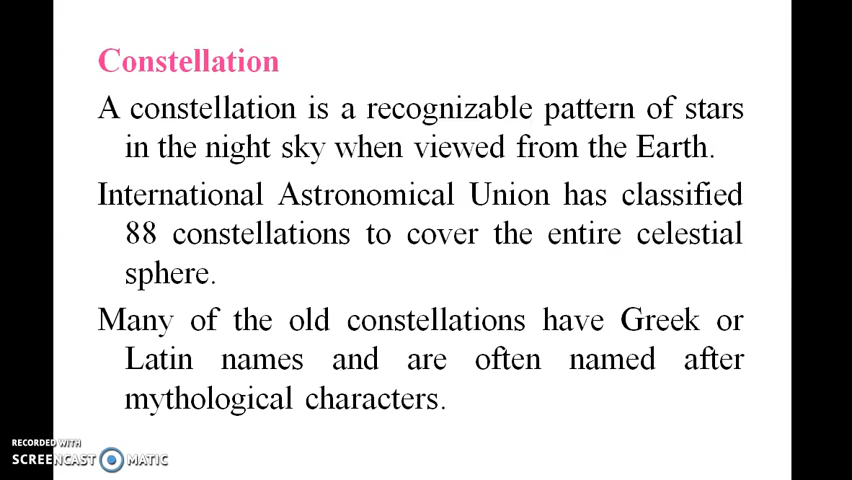 Constellation
A constellation is a recognizable pattern of stars
in the night sky when viewed from the Earth.
International Astronomical Union has classified
88 constellations to cover the entire celestial
sphere.
Many of the old constellations have Greek or
Latin names and are often named after
mythological characters.
RECORDED WITH
SCREENCAST MATIC